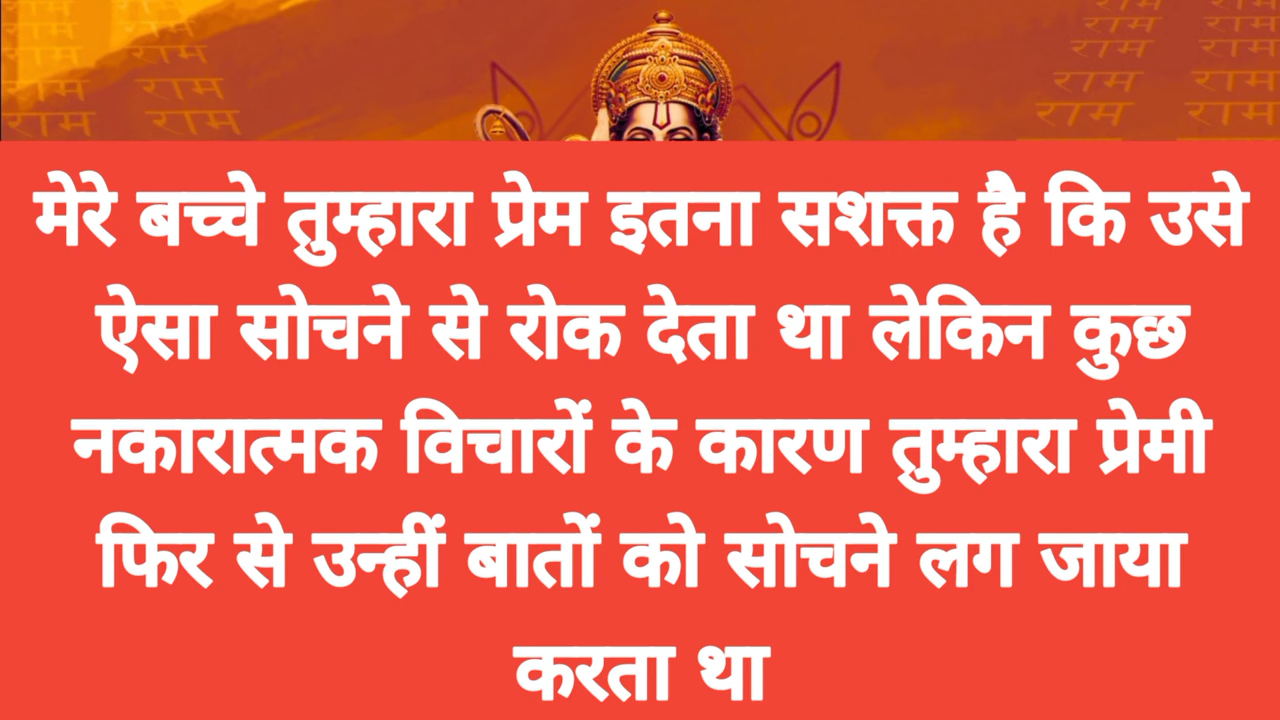 राम राम राम राम
राम राम राम राम
राम राम राम राम
राम राम राम राम
राम राम राम राम
मेरे बच्चे तुम्हारा प्रेम इतना सशक्त है कि उसे
ऐसा सोचने से रोक देता था लेकिन कुछ
नकारात्मक विचारों के कारण तुम्हारा प्रेमी
फिर से उन्हीं बातों को सोचने लग जाया
करता था